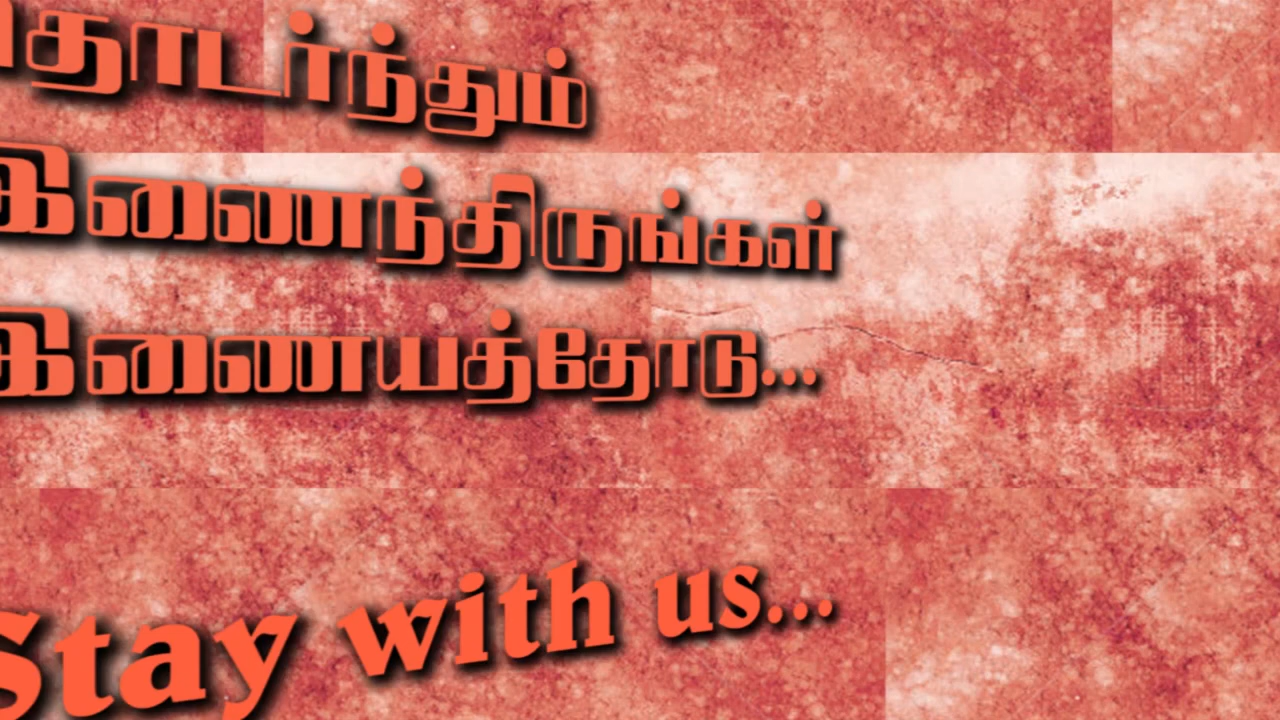 தொடர்ந்தும்
இணைந்திருங்கள்
இணையத்தோடு...
Stay with us...